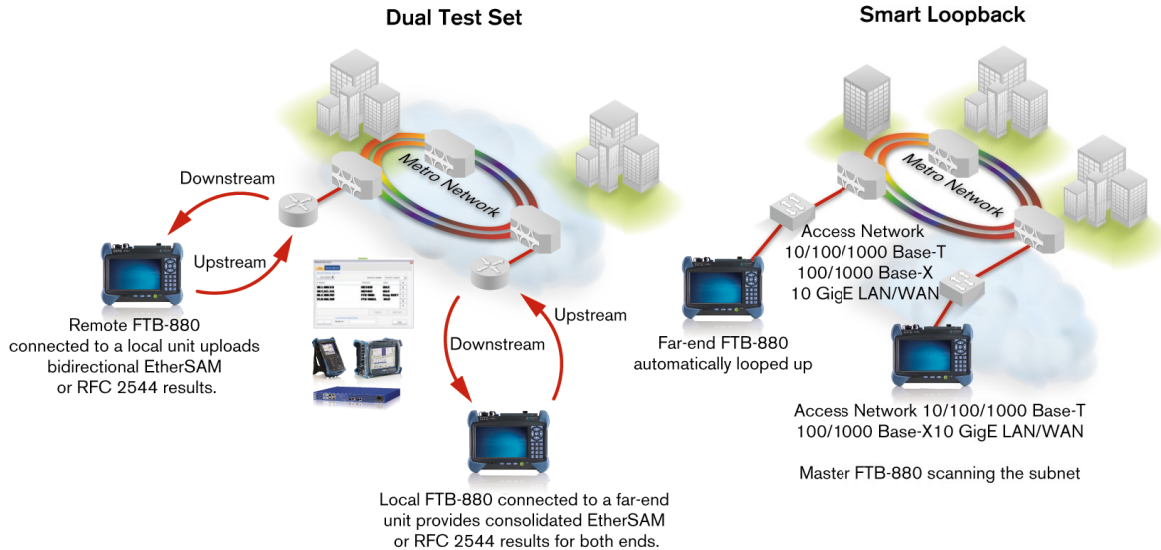 Dual Test Set
Smart Loopback
Metro Network
Downstream
Upstream
Remote FTB-880
connected to a local unit uploads
bidirectional EtherSAM
or RFC 2544 results.
Upstream
Downstream
Local FTB-880 connected to a far-end
unit provides consolidated EtherSAM
or RFC 2544 results for both ends.
Metro Network
Access Network
10/100/1000 Base-T
100/1000 Base-X
10 GigE LAN/WAN
Far-end FTB-880
automatically looped up
Access Network 10/100/1000 Base-T
100/1000 Base-X10 GigE LAN/WAN
Master FTB-880 scanning the subnet